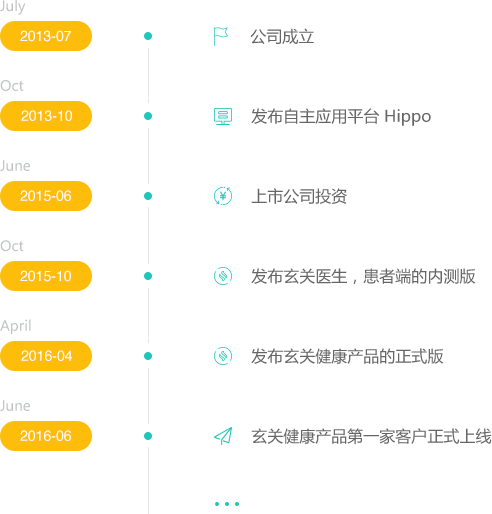 July
2013-07
公司成立
Oct
2013-10
发布自主应用平台 Hippo
June
2015-06
上市公司投资
Oct
2015-10
发布玄关医生，患者端的内测版
April
2016-04
发布玄关健康产品的正式版
June
2016-06
玄关健康产品第一家客户正式上线
...